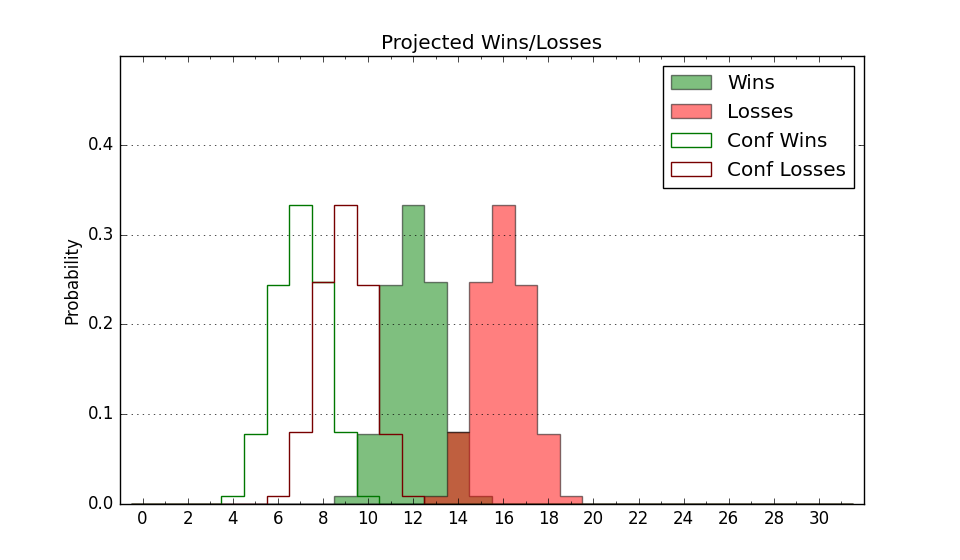 Projected Wins/Losses
Wins
Losses
Conf Wins
Conf Losses
Probability
0.4
0.3
0.2
0.1
0.0
0 2 4 6 8 10 12 14 16 18 20 22 24 26 28 30